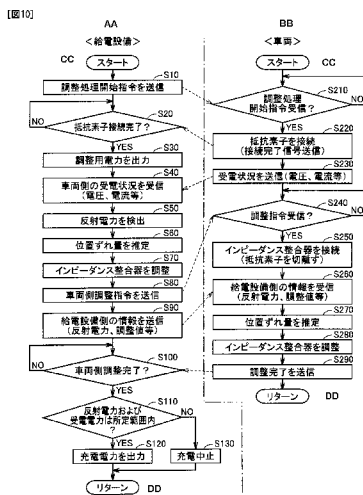 [図10]
AA
<給電設備>
CC
スタート
S10
調整処理開始指令を送信
S20
抵抗素子接続完了?
NO
YES
S30
調整用電力を出力
S40
車両側の受電状況を受信
(電圧、電流等)
S50
反射電力を検出
S60
位置ずれ量を推定
S70
インピーダンス整合器を調整
S80
車両側調整指令を送信
S90
給電設備側の情報を送信
(反射電力、調整値等)
S100
車両側調整完了?
NO
YES
S110
反射電力および
受電電力は所定範囲内
?
NO
YES
S120
充電電力を出力
S130
充電中止
リターン
DD
BB
<車両>
スタート
CC
S210
調整処理
開始指令受信?
NO
YES
S220
抵抗素子を接続
(接続完了信号送信)
S230
受電状況を送信(電圧、電流等)
S240
調整指令受信?
NO
YES
S250
インピーダンス整合器を接続
(抵抗素子を切離す)
S260
給電設備側の情報を受信
(反射電力、調整値等)
S270
位置ずれ量を推定
S280
インピーダンス整合器を調整
S290
調整完了を送信
リターン
DD